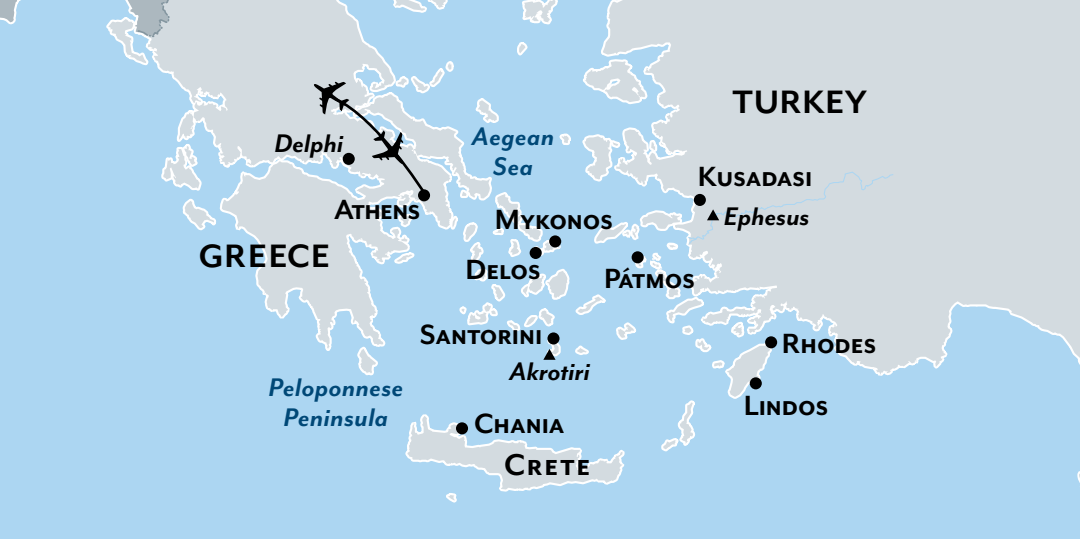 TURKEY
Aegean
Sea
Delphi
KUSADASI
ATHENS
MYKONOS
Ephesus
GREECE
DELOS
PÁTMOS
SANTORINI
RHODES
Akrotiri
Peloponnese
Peninsula
LINDOS
CHANIA
CRETE